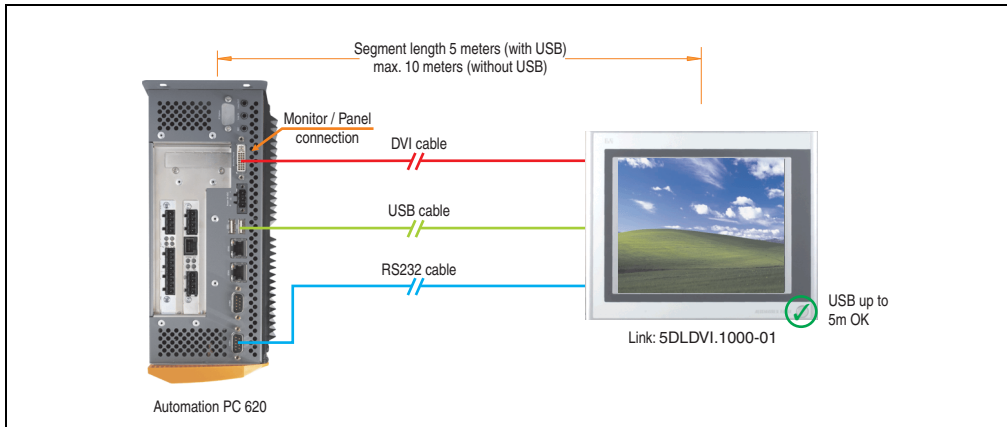 Segment length 5 meters (with USB)
max. 10 meters (without USB)
Monitor / Panel
connection
DVI cable
USB cable
RS232 cable
USB up to
5m OK
Link: 5DLDVI.1000-01
Automation PC 620